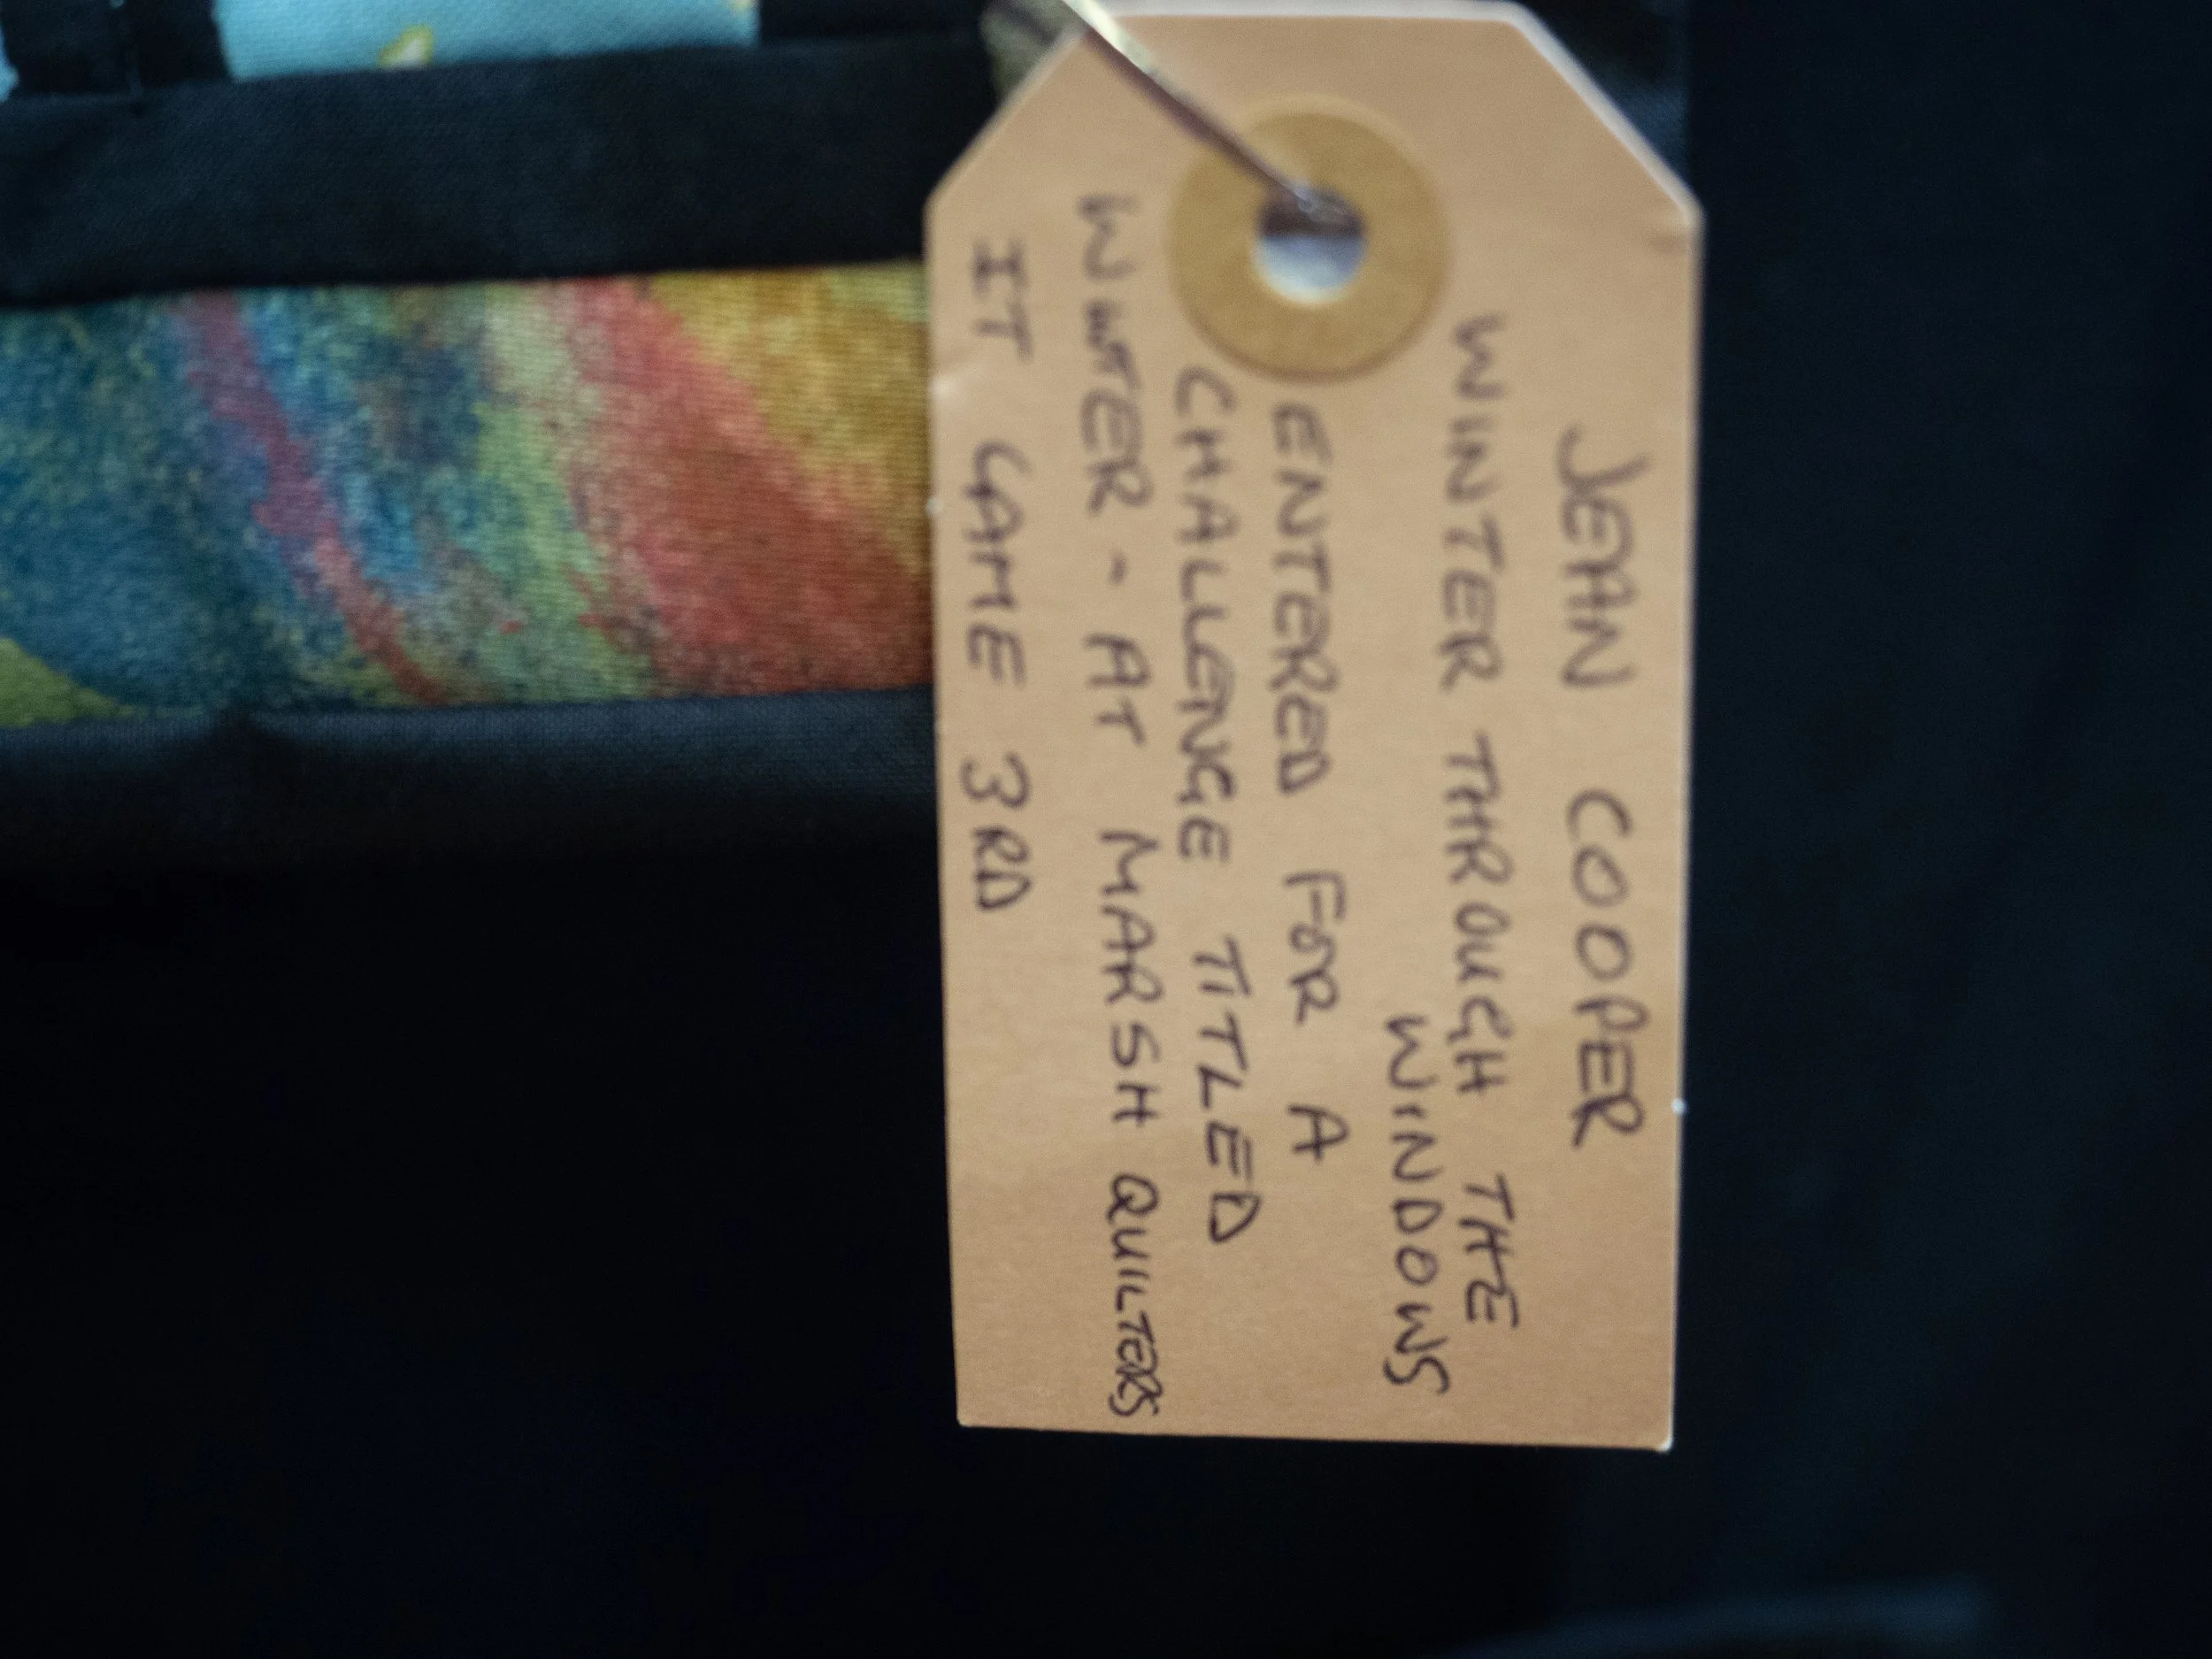 JEAN COOPER
WINTER THROUGH THE
WINDOWS
ENTERED FOR A
CHALLENGE TITLED
WINTER - AT MARSH QUILTERS
IT CAME 3RD